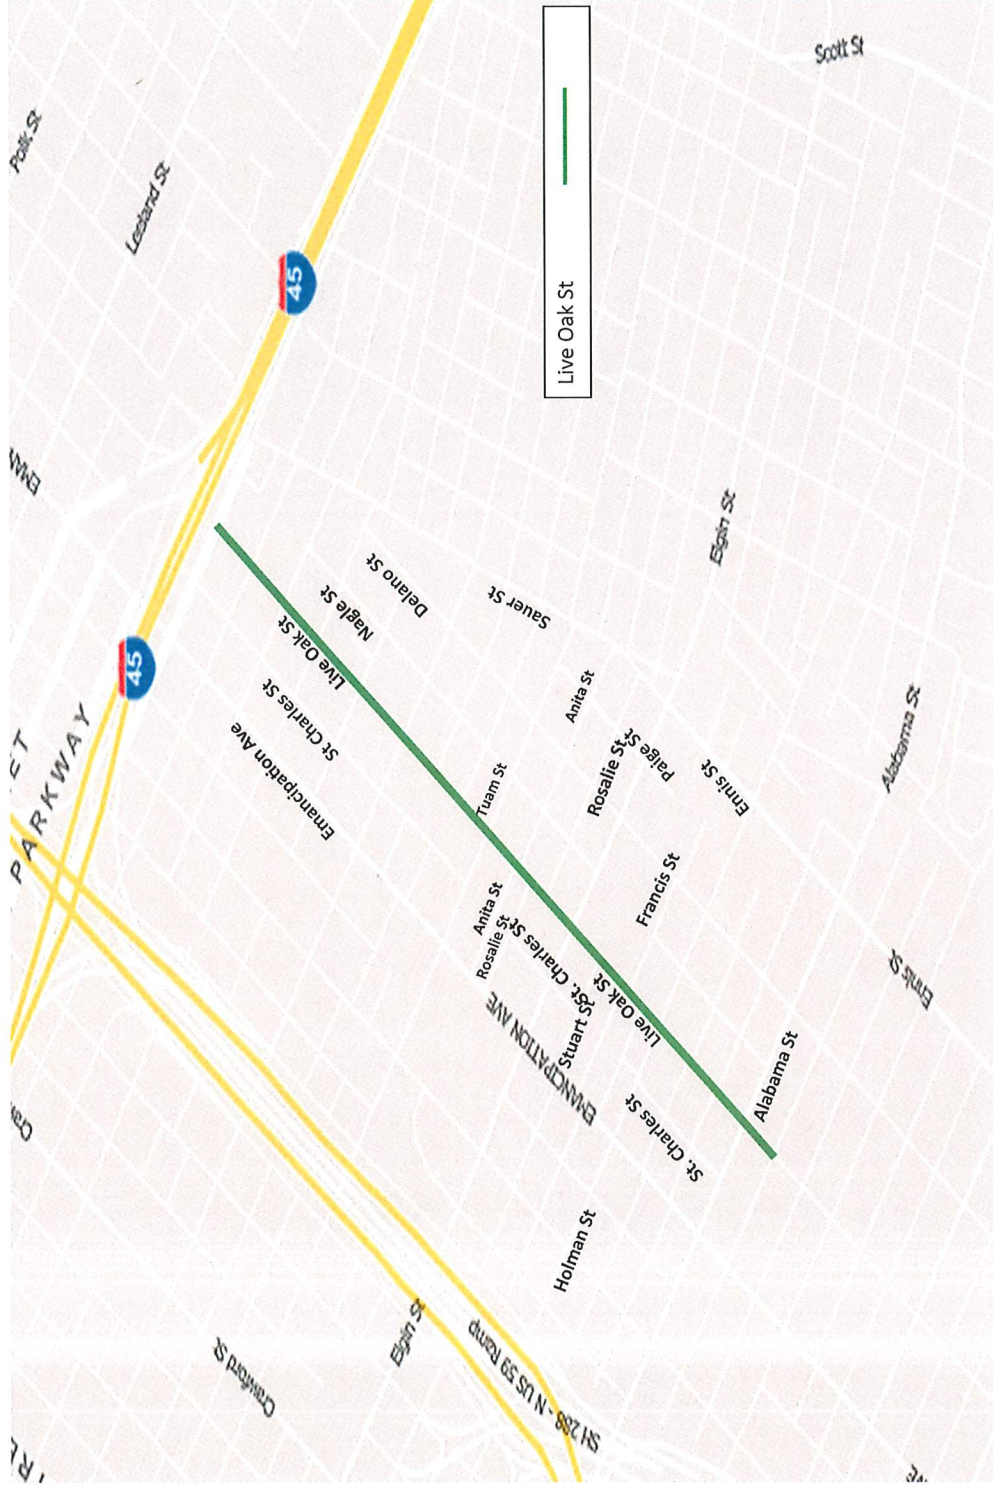 Polk St
Leeland St
Scott St
45
Live Oak St
EMAN
Elgin St
Delano St
Nagle St
Sauer St
Live Oak St
45
St Charles St
Emancipation Ave
Anita St
Paige St
Rosalie St
Ennis St
Alabama St
ET
PARKWAY
Tuam St
Francis St
Anita St
Rosalie St
St. Charles St
Live Oak St
Stuart St
EMANCIPATION AVE
Ennis St
Alabama St
St. Charles St
Holman St
Elgin St
Crawford St
SH 288 - N US 59 Ramp